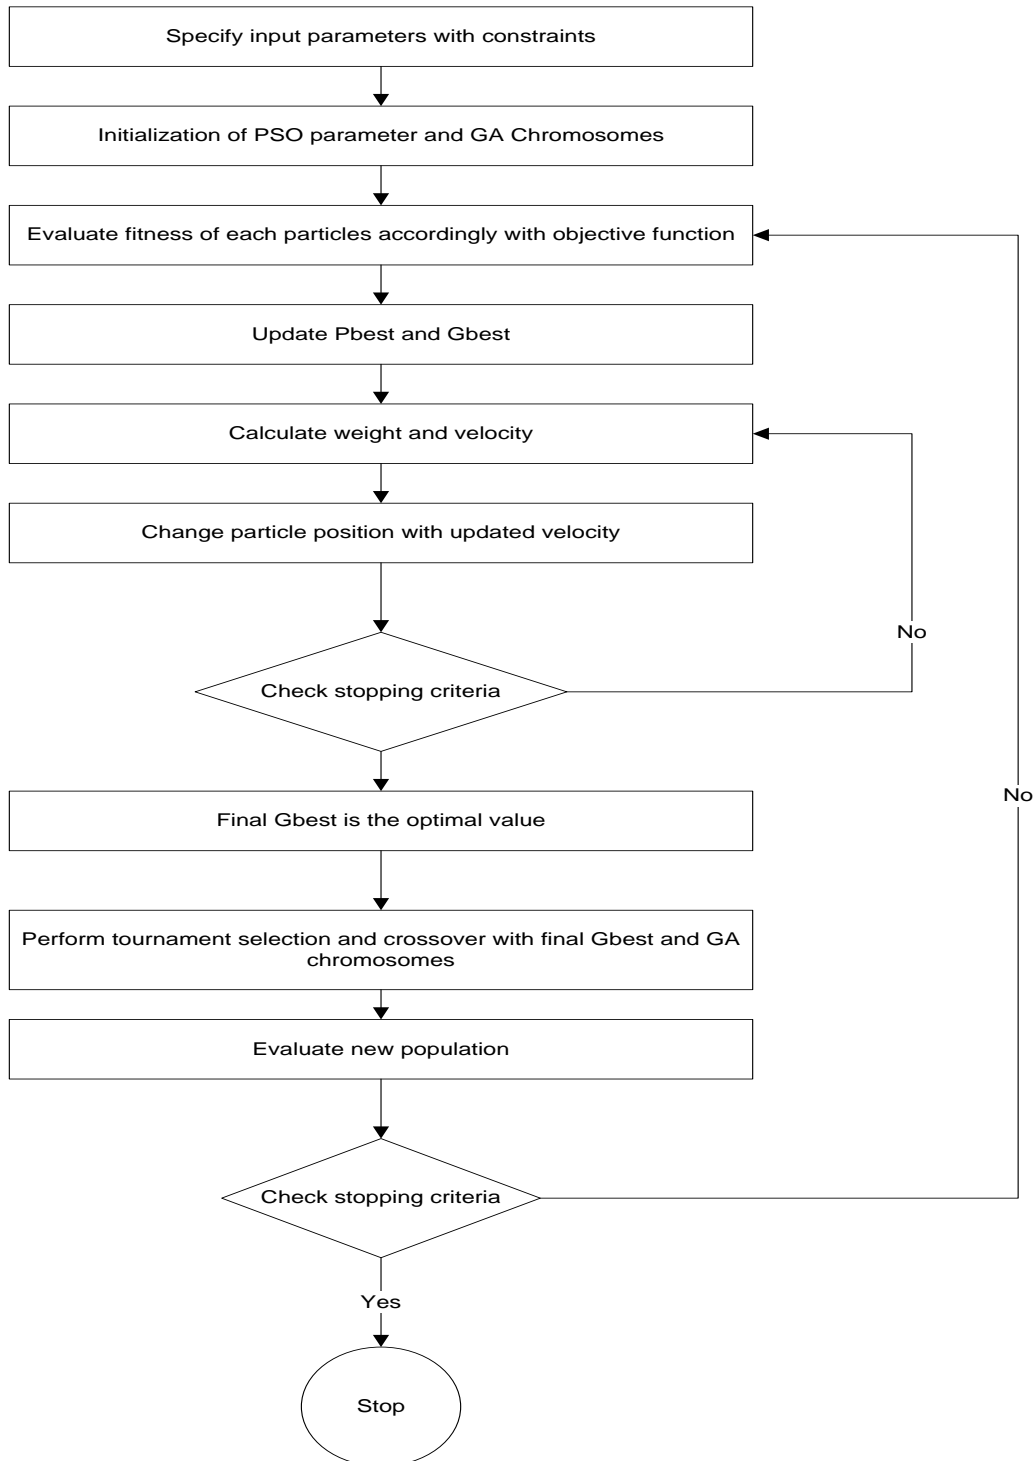 Specify input parameters with constraints
Initialization of PSO parameter and GA Chromosomes
Evaluate fitness of each particles accordingly with objective function
Update Pbest and Gbest
Calculate weight and velocity
Change particle position with updated velocity
No
Check stopping criteria
Final Gbest is the optimal value
No
Perform tournament selection and crossover with final Gbest and GA
chromosomes
Evaluate new population
Check stopping criteria
Yes
Stop